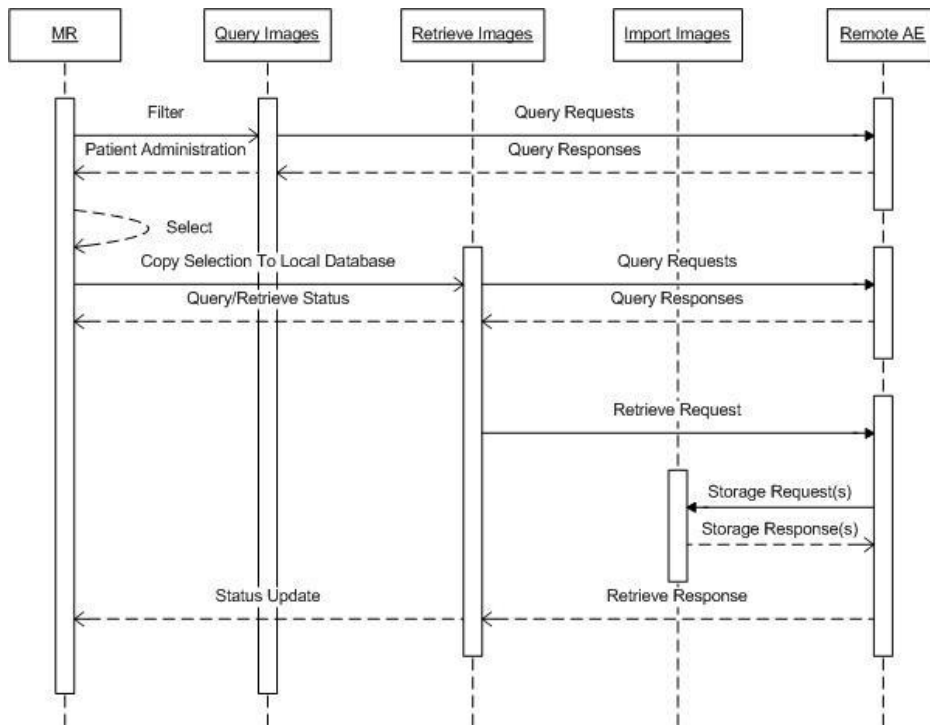 MR
Query Images
Retrieve Images
Import Images
Remote AE
Filter
Query Requests
Patient Administration
Query Responses
Select
Copy Selection To Local Database
Query Requests
Query/Retrieve Status
Query Responses
Retrieve Request
Storage Request(s)
Storage Response(s)
Status Update
Retrieve Response